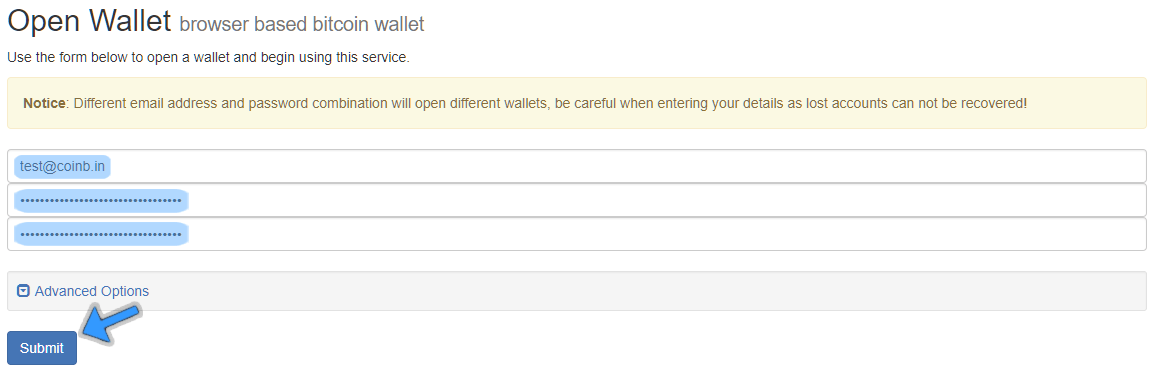 Open Wallet browser based bitcoin wallet
Use the form below to open a wallet and begin using this service.
Notice: Different email address and password combination will open different wallets, be careful when entering your details as lost accounts can not be recovered!
test@coinb.in
•••••••••••••••••••••••••••••••••
•••••••••••••••••••••••••••••••••
Advanced Options
Submit